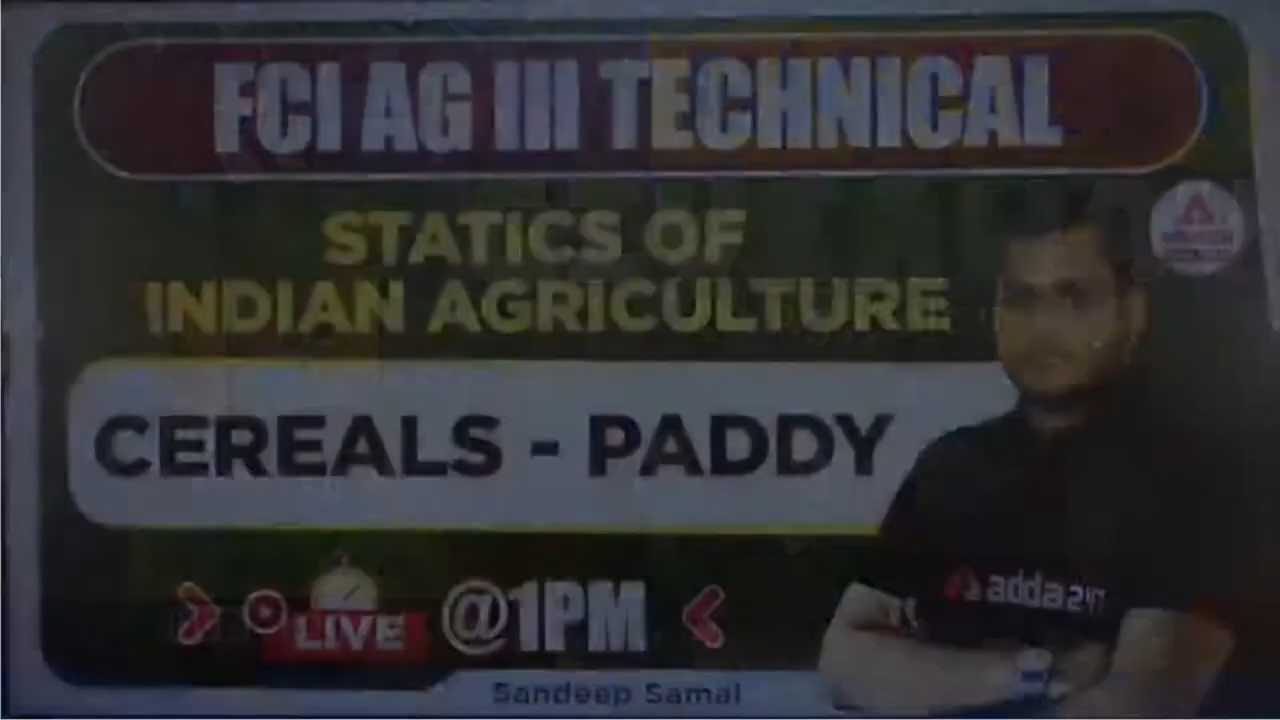 FCI AG III TECHNICAL
STATICS OF
INDIAN AGRICULTURE
CEREALS - PADDY
LIVE @1PM
adda247
Sandeep Samal